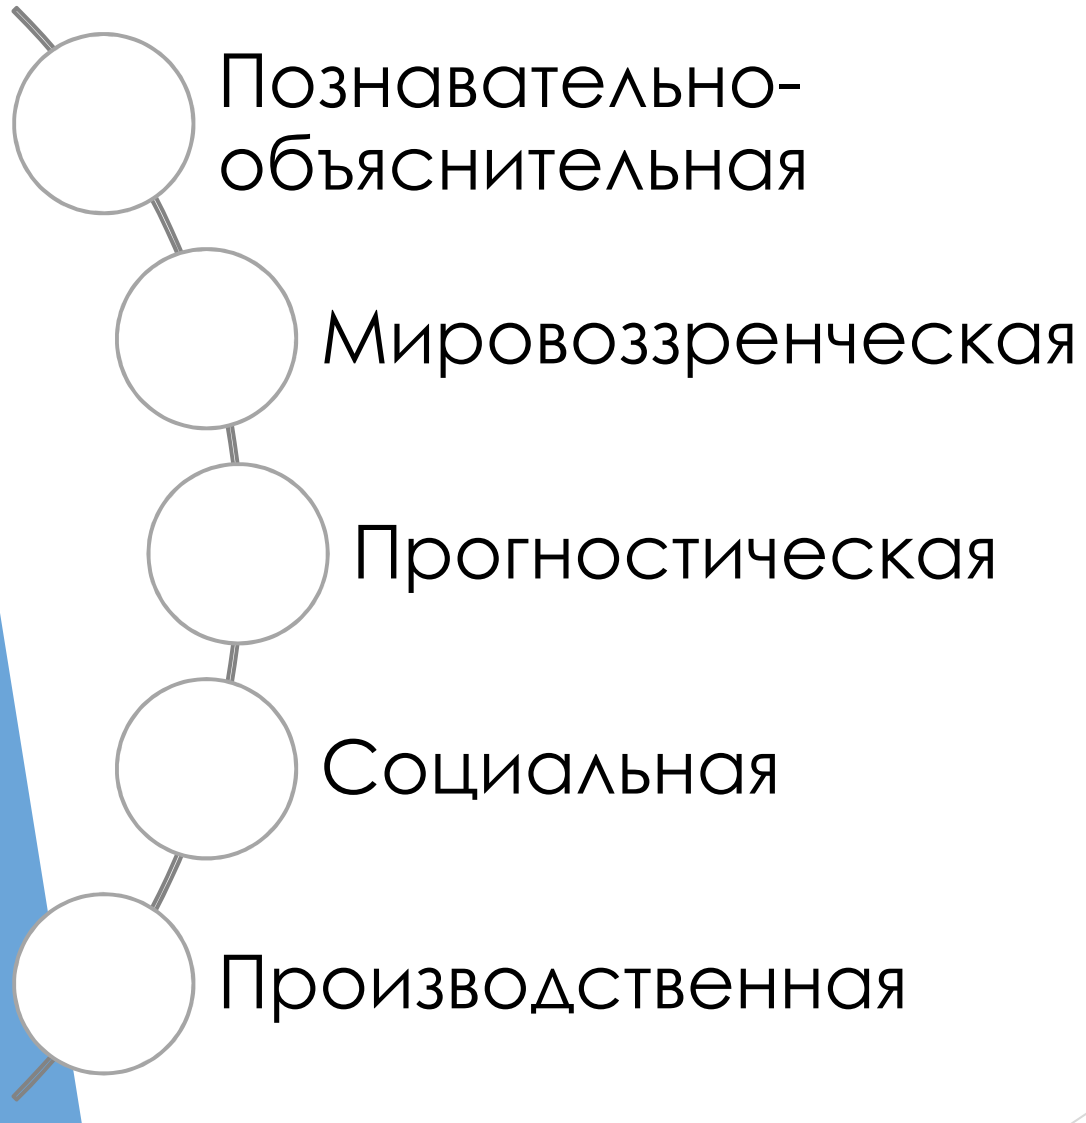 Познавательно-
объяснительная
Мировоззренческая
Прогностическая
Социальная
Производственная